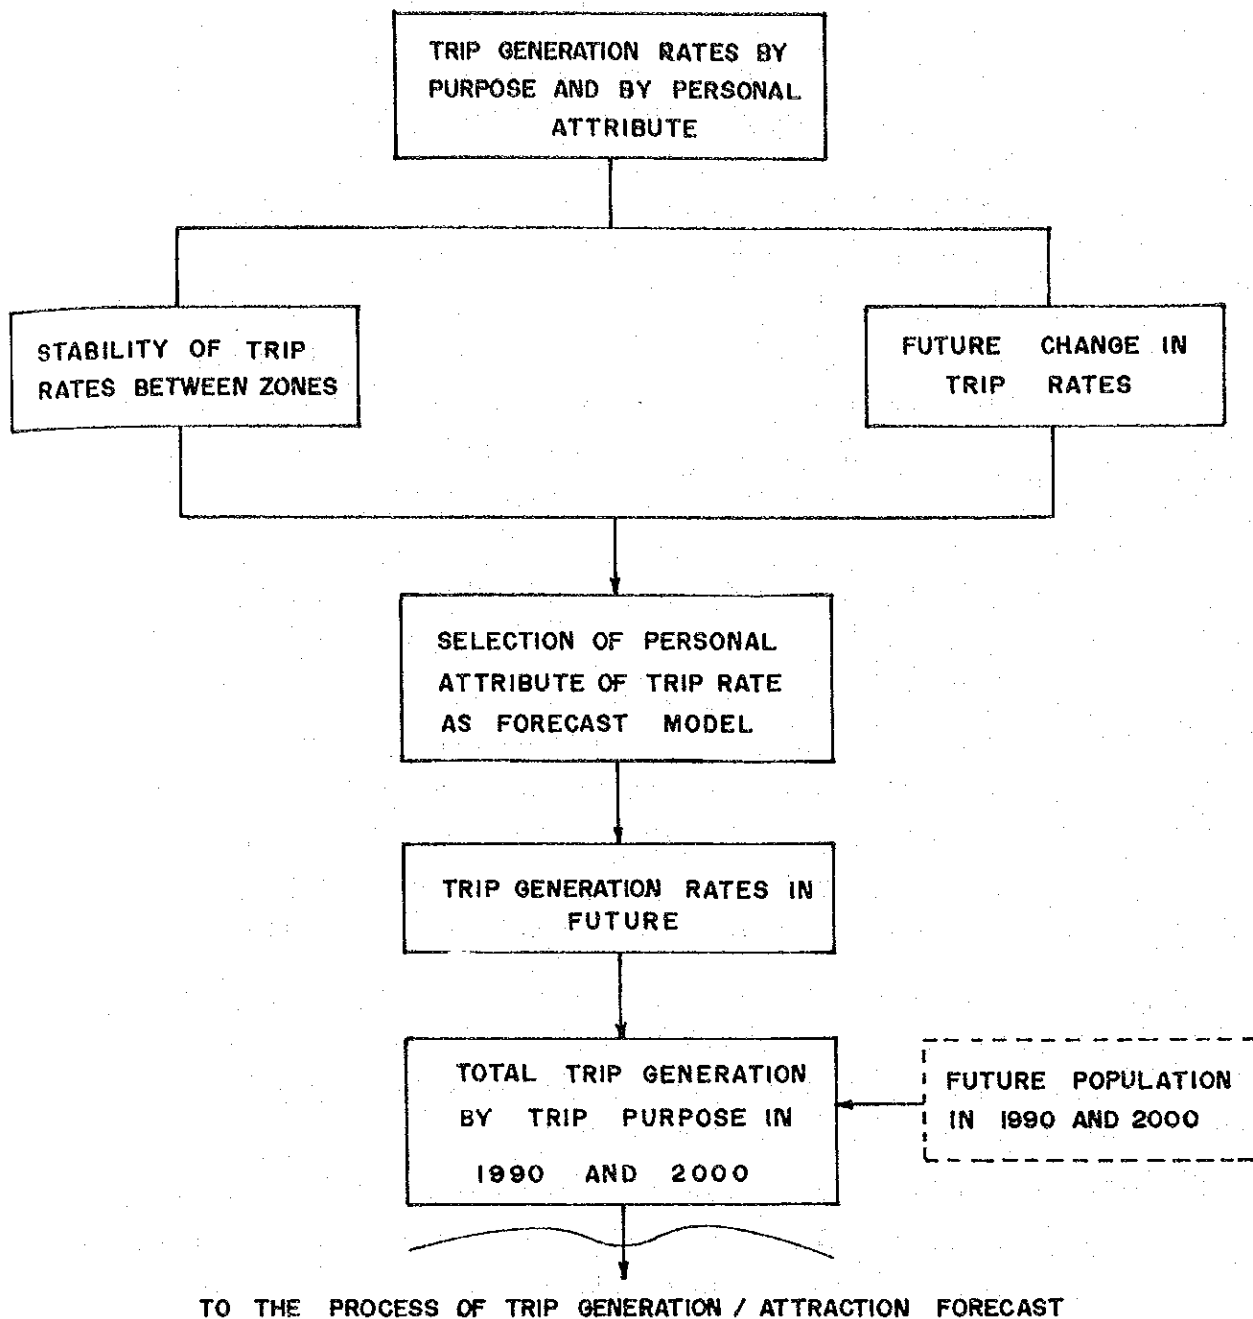 TRIP GENERATION RATES BY
PURPOSE AND BY PERSONAL
ATTRIBUTE
STABILITY OF TRIP
RATES BETWEEN ZONES
FUTURE CHANGE IN
TRIP RATES
SELECTION OF PERSONAL
ATTRIBUTE OF TRIP RATE
AS FORECAST MODEL
TRIP GENERATION RATES IN
FUTURE
TOTAL TRIP GENERATION
BY TRIP PURPOSE IN
1990 AND 2000
FUTURE POPULATION
IN 1990 AND 2000
TO THE PROCESS OF TRIP GENERATION / ATTRACTION FORECAST